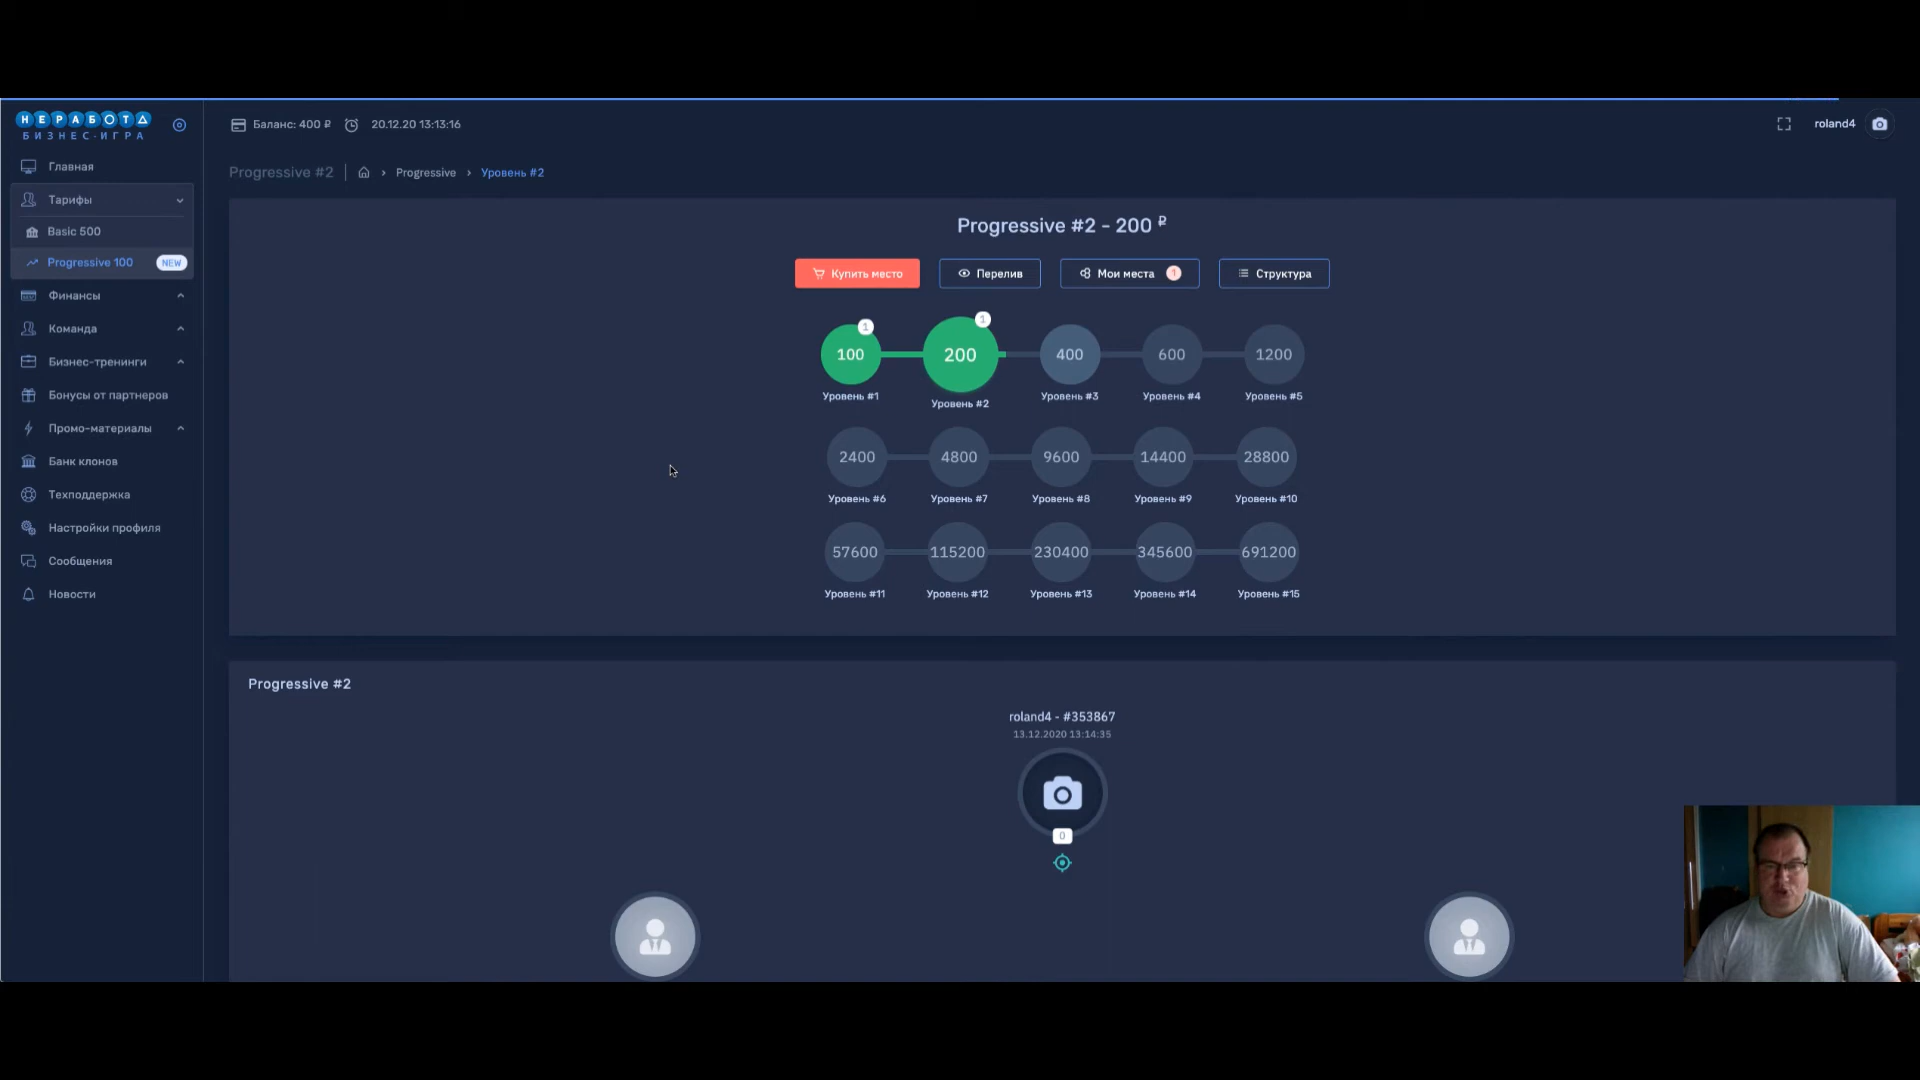 НЕРАБОТА
БИЗНЕС-ИГРА
Баланс: 400 ₽
20.12.20 13:13:16
roland4
Главная
Тарифы
Basic 500
Progressive 100
NEW
Финансы
Команда
Бизнес-тренинги
Бонусы от партнеров
Промо-материалы
Банк клонов
Техподдержка
Настройки профиля
Сообщения
Новости
Progressive #2
Progressive
Уровень #2
Progressive #2 - 200 ₽
Купить место
Перелив
Мои места 1
Структура
1
1
100
200
400
600
1200
Уровень #1
Уровень #2
Уровень #3
Уровень #4
Уровень #5
2400
4800
9600
14400
28800
Уровень #6
Уровень #7
Уровень #8
Уровень #9
Уровень #10
57600
115200
230400
345600
691200
Уровень #11
Уровень #12
Уровень #13
Уровень #14
Уровень #15
Progressive #2
roland4 - #353867
13.12.2020 13:14:35
0